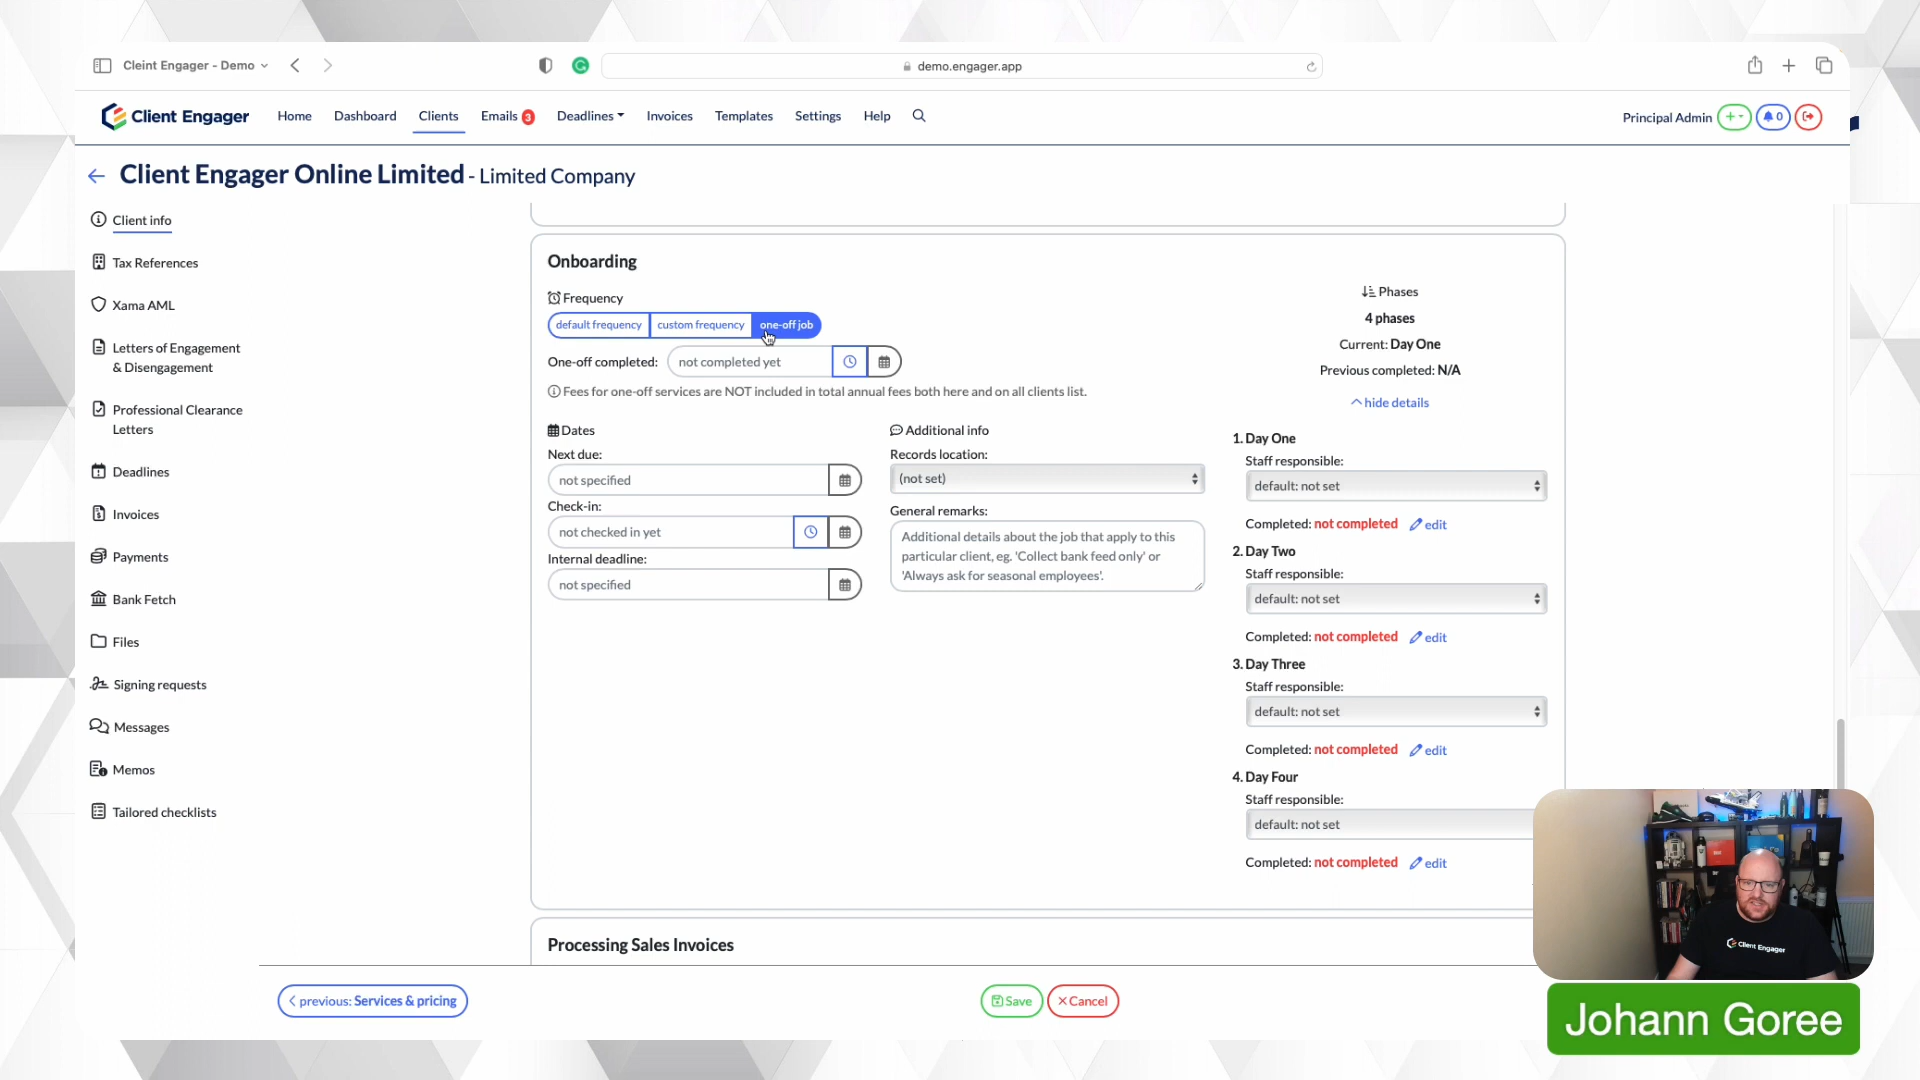 Cleint Engager - Demo
demo.engager.app
Client Engager
Home
Dashboard
Clients
Emails 3
Deadlines
Invoices
Templates
Settings
Help
Principal Admin
+
0
Client Engager Online Limited - Limited Company
Client info
Tax References
Xama AML
Letters of Engagement
& Disengagement
Professional Clearance
Letters
Deadlines
Invoices
Payments
Bank Fetch
Files
Signing requests
Messages
Memos
Tailored checklists
Onboarding
Frequency
default frequency
custom frequency
one-off job
One-off completed: not completed yet
Fees for one-off services are NOT included in total annual fees both here and on all clients list.
Dates
Next due:
not specified
Check-in:
not checked in yet
Internal deadline:
not specified
Additional info
Records location:
(not set)
General remarks:
Additional details about the job that apply to this
particular client, eg. 'Collect bank feed only' or
'Always ask for seasonal employees'.
Phases
4 phases
Current: Day One
Previous completed: N/A
hide details
1. Day One
Staff responsible:
default: not set
Completed: not completed edit
2. Day Two
Staff responsible:
default: not set
Completed: not completed edit
3. Day Three
Staff responsible:
default: not set
Completed: not completed edit
4. Day Four
Staff responsible:
default: not set
Completed: not completed edit
Processing Sales Invoices
< previous: Services & pricing
Save
× Cancel
Client Engager
Johann Goree